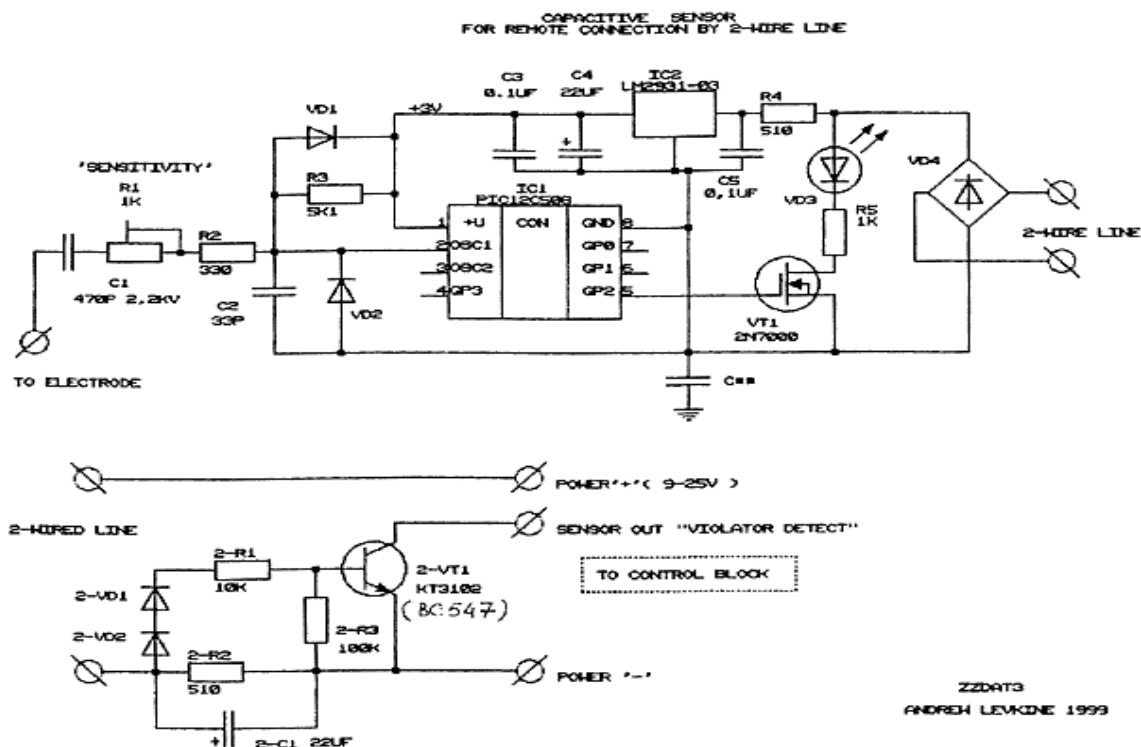 CAPACITIVE SENSOR
FOR REMOTE CONNECTION BY 2-WIRE LINE
C3
0.1UF
C4
22UF
IC2
LM2931-03
R4
510
VD1
+3V
+
C5
0,1UF
VD4
VD3
R5
1K
2-WIRE LINE
'SENSITIVITY'
R1
1K
R3
5K1
IC1
PIC12C508
1
+U
CON
GND
8
2
OSC1
GP0
7
3
OSC2
GP1
6
4
GP3
GP2
5
R2
330
C1
470P 2,2KV
C2
33P
VD2
VT1
2N7000
TO ELECTRODE
C**
POWER'+'( 9-25V )
2-WIRED LINE
SENSOR OUT "VIOLATOR DETECT"
2-R1
10K
2-VT1
KT3102
(BC547)
TO CONTROL BLOCK
2-VD1
2-VD2
2-R3
100K
2-R2
510
POWER '-'
+
2-C1 22UF
ZZDAT3
ANDREW LEVKINE 1999